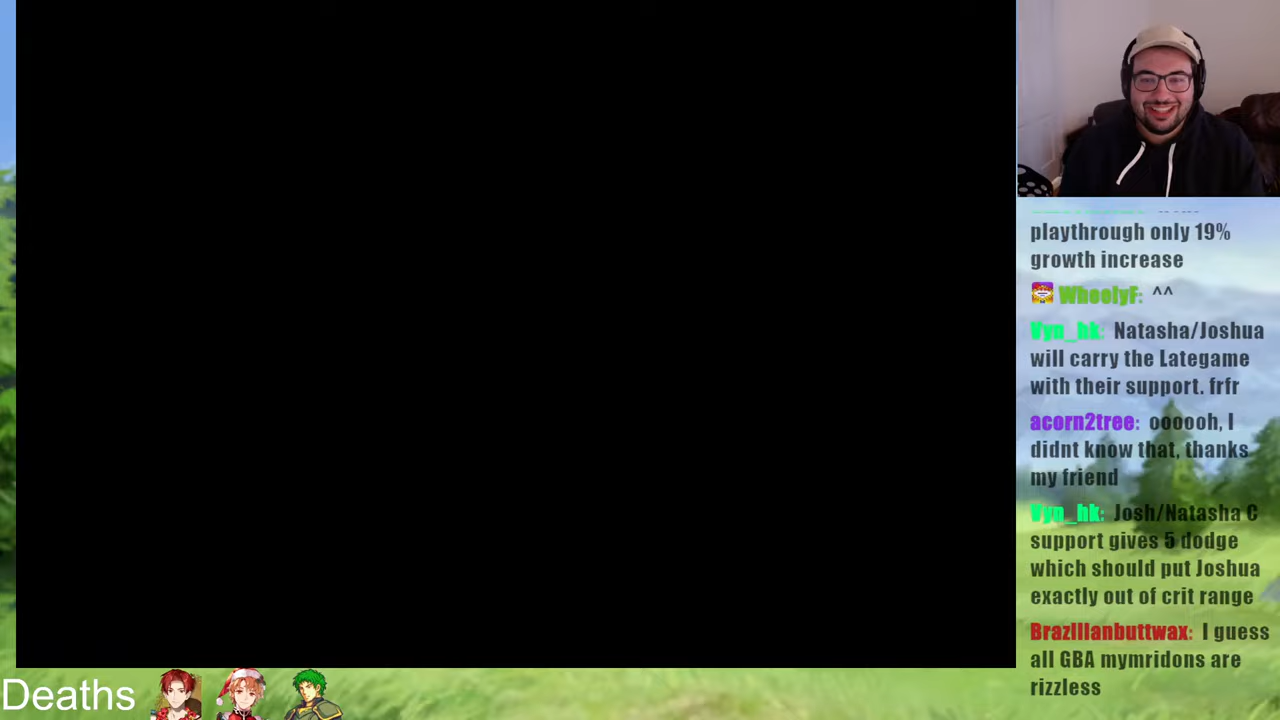 playthrough only 19%
growth increase
WhoolyF: ^^
Vyn_hk: Natasha/Joshua
will carry the Lategame
with their support. frfr
acorn2tree: oooooh, I
didnt know that, thanks
my friend
Vyn_hk: Josh/Natasha C
support gives 5 dodge
which should put Joshua
exactly out of crit range
BrazIIIanbuttwax: I guess
all GBA mymridons are
rizzless
Deaths